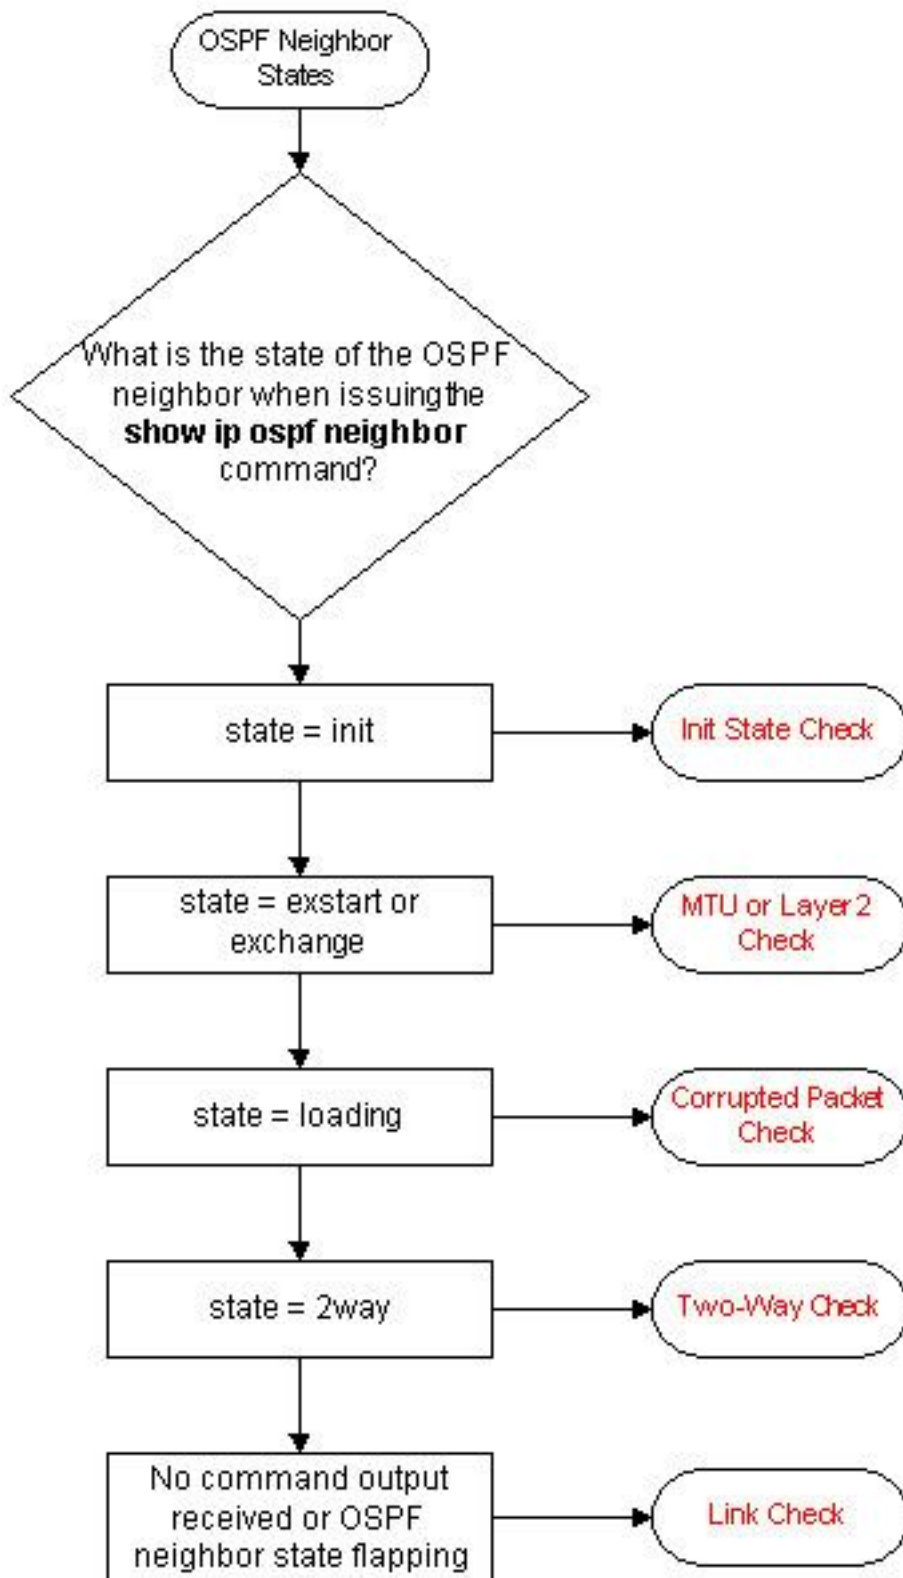 OSPF Neighbor
States
What is the state of the OSPF
neighbor when issuing the
show ip ospf neighbor
command?
state = init
Init State Check
state = exstart or
exchange
MTU or Layer 2
Check
state = loading
Corrupted Packet
Check
state = 2way
Two-Way Check
No command output
received or OSPF
neighbor state flapping
Link Check